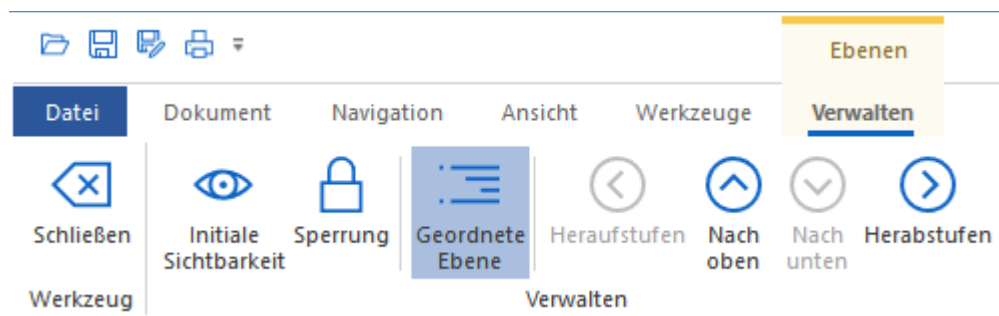 Ebenen
Datei Dokument Navigation Ansicht Werkzeuge Verwalten
Schließen Initiale Sperrung Geordnete Heraufstufen Nach Nach Herabstufen
Sichtbarkeit Ebene oben unten
Werkzeug Verwalten